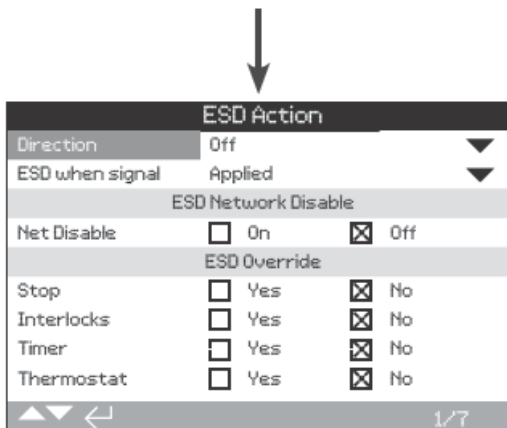 ESD Action
Direction Off
ESD when signal Applied
ESD Network Disable
Net Disable On Off
ESD Override
Stop Yes No
Interlocks Yes No
Timer Yes No
Thermostat Yes No
1/7